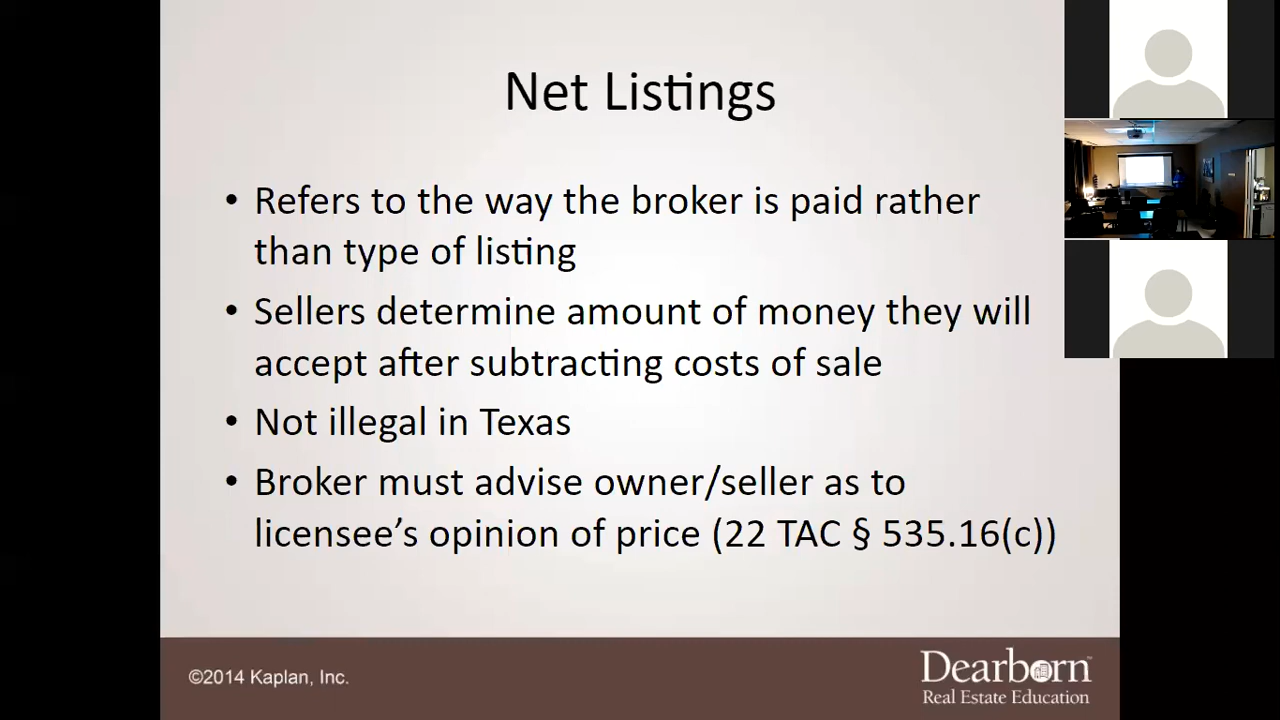 Net Listings
• Refers to the way the broker is paid rather
than type of listing
• Sellers determine amount of money they will
accept after subtracting costs of sale
• Not illegal in Texas
• Broker must advise owner/seller as to
licensee’s opinion of price (22 TAC § 535.16(c))
©2014 Kaplan, Inc.
Dearborn™
Real Estate Education